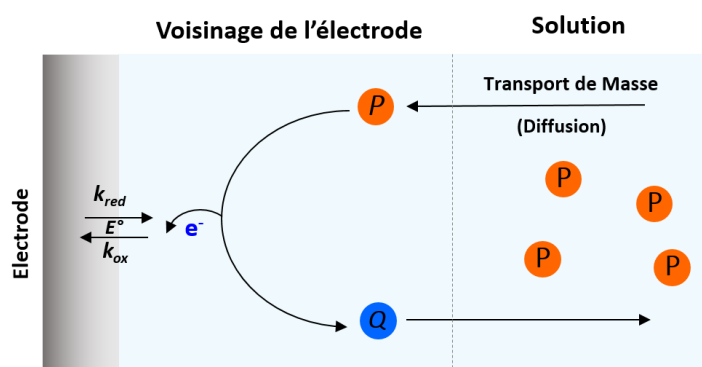 Voisinage de l'électrode
Solution
P
Transport de Masse
(Diffusion)
P
P
P
P
Electrode
k_red
E°
k_ox
e⁻
Q